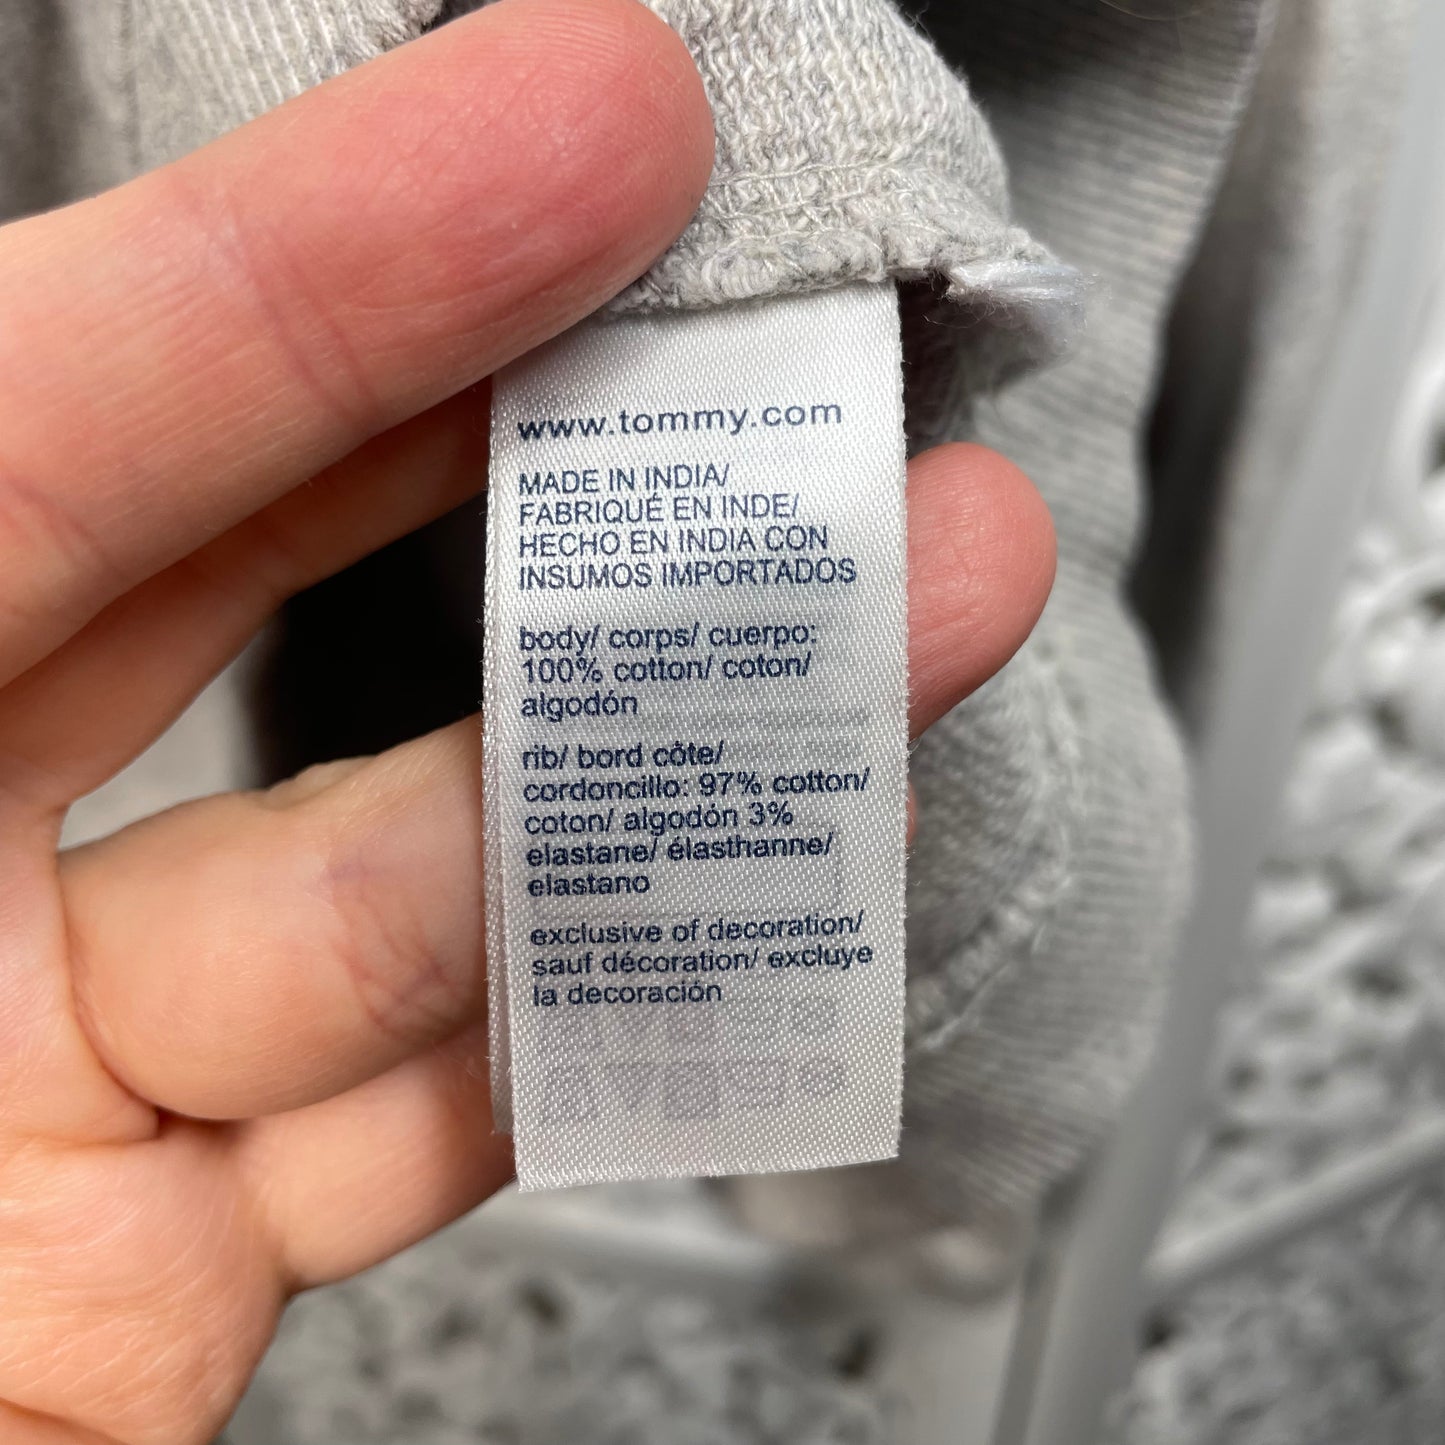 www.tommy.com
MADE IN INDIA/
FABRIQUÉ EN INDE/
HECHO EN INDIA CON
INSUMOS IMPORTADOS
body/ corps/ cuerpo:
100% cotton/ coton/
algodón
rib/ bord côte/
cordoncillo: 97% cotton/
coton/ algodón 3%
elastane/ élasthanne/
elastano
exclusive of decoration/
sauf décoration/ excluye
la decoración